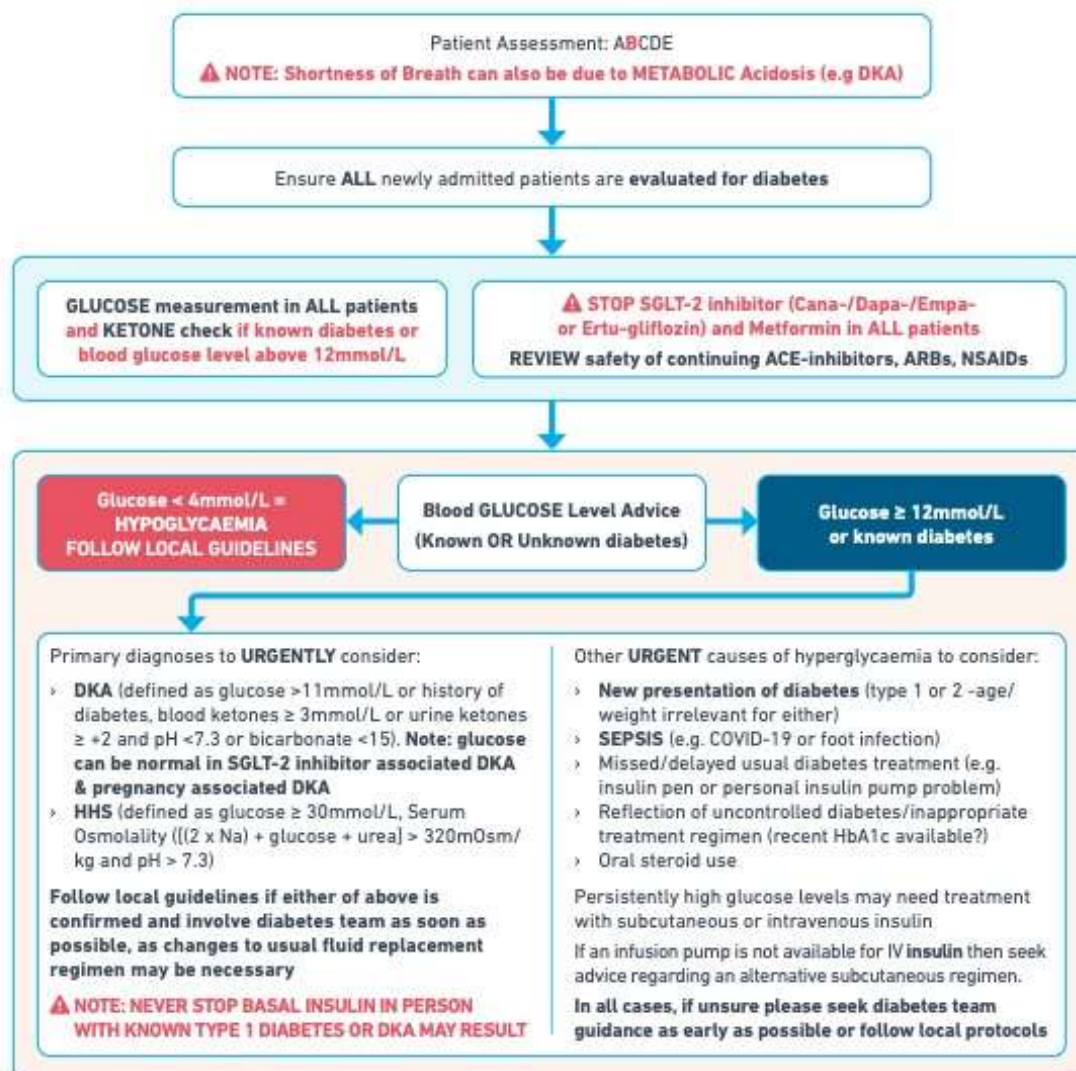 Patient Assessment: ABCDE
⚠ NOTE: Shortness of Breath can also be due to METABOLIC Acidosis (e.g DKA)
Ensure ALL newly admitted patients are evaluated for diabetes
GLUCOSE measurement in ALL patients
and KETONE check if known diabetes or
blood glucose level above 12mmol/L
⚠ STOP SGLT-2 inhibitor (Cana-/Dapa-/Empa-
or Ertu-gliflozin) and Metformin in ALL patients
REVIEW safety of continuing ACE-inhibitors, ARBs, NSAIDs
Glucose < 4mmol/L =
HYPOGLYCAEMIA
FOLLOW LOCAL GUIDELINES
Blood GLUCOSE Level Advice
(Known OR Unknown diabetes)
Glucose ≥ 12mmol/L
or known diabetes
Primary diagnoses to URGENTLY consider:
› DKA (defined as glucose >11mmol/L or history of
diabetes, blood ketones ≥ 3mmol/L or urine ketones
≥ +2 and pH <7.3 or bicarbonate <15). Note: glucose
can be normal in SGLT-2 inhibitor associated DKA
& pregnancy associated DKA
› HHS (defined as glucose ≥ 30mmol/L, Serum
Osmolality ([(2 x Na) + glucose + urea] > 320mOsm/
kg and pH > 7.3)
Follow local guidelines if either of above is
confirmed and involve diabetes team as soon as
possible, as changes to usual fluid replacement
regimen may be necessary
⚠ NOTE: NEVER STOP BASAL INSULIN IN PERSON
WITH KNOWN TYPE 1 DIABETES OR DKA MAY RESULT
Other URGENT causes of hyperglycaemia to consider:
› New presentation of diabetes (type 1 or 2 -age/
weight irrelevant for either)
› SEPSIS (e.g. COVID-19 or foot infection)
› Missed/delayed usual diabetes treatment (e.g.
insulin pen or personal insulin pump problem)
› Reflection of uncontrolled diabetes/inappropriate
treatment regimen (recent HbA1c available?)
› Oral steroid use
Persistently high glucose levels may need treatment
with subcutaneous or intravenous insulin
If an infusion pump is not available for IV insulin then seek
advice regarding an alternative subcutaneous regimen.
In all cases, if unsure please seek diabetes team
guidance as early as possible or follow local protocols